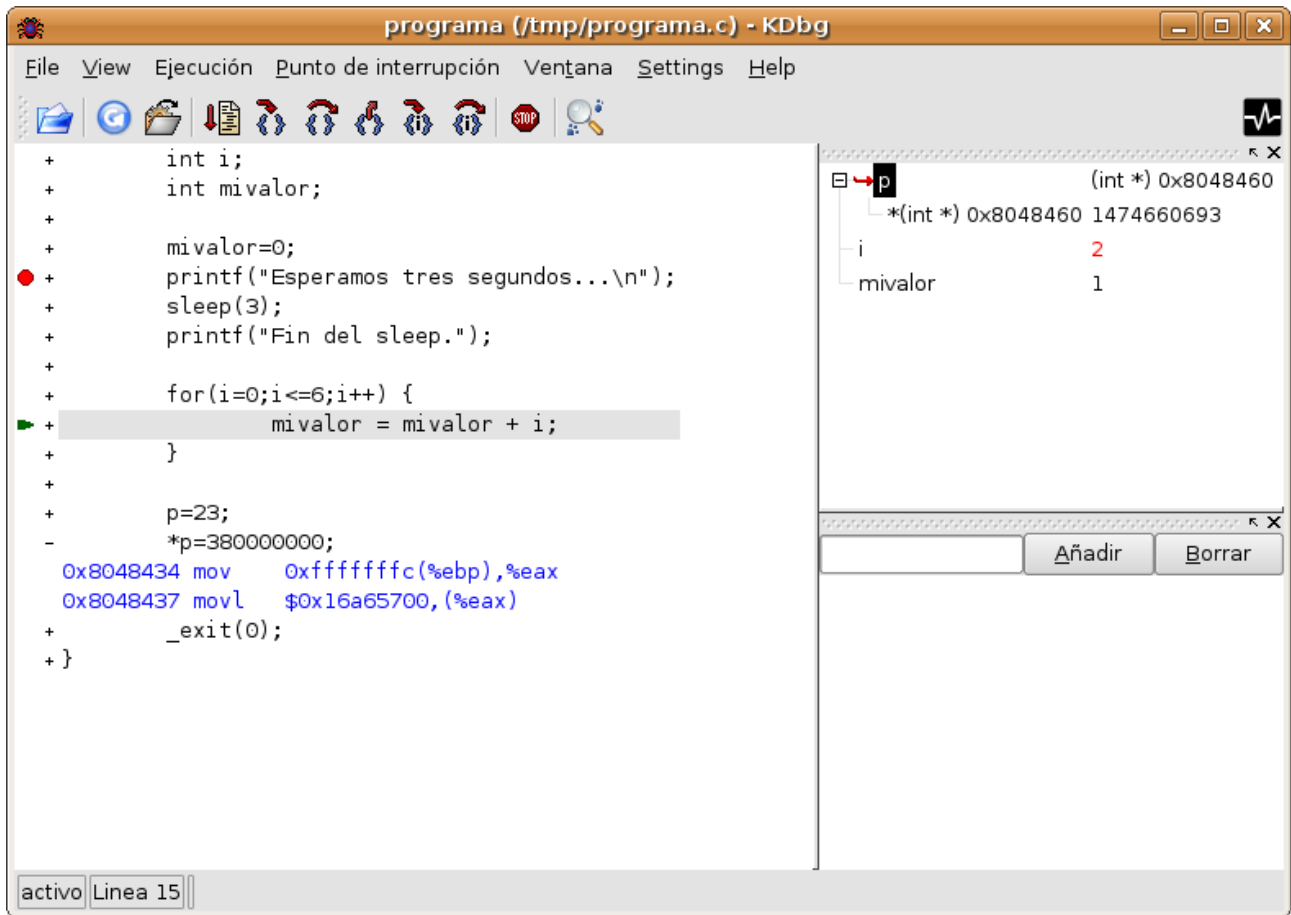 programa (/tmp/programa.c) - KDbg
File View Ejecución Punto de interrupción Ventana Settings Help
STOP
+ int i;
+ int mivalor;
+
+ mivalor=0;
+ printf("Esperamos tres segundos...\n");
+ sleep(3);
+ printf("Fin del sleep.");
+
+ for(i=0;i<=6;i++) {
+ mivalor = mivalor + i;
+ }
+
+ p=23;
- *p=380000000;
0x8048434 mov 0xfffffffc(%ebp),%eax
0x8048437 movl $0x16a65700,(%eax)
+ _exit(0);
+ }
p (int *) 0x8048460
*(int *) 0x8048460 1474660693
i 2
mivalor 1
Añadir Borrar
activo Linea 15